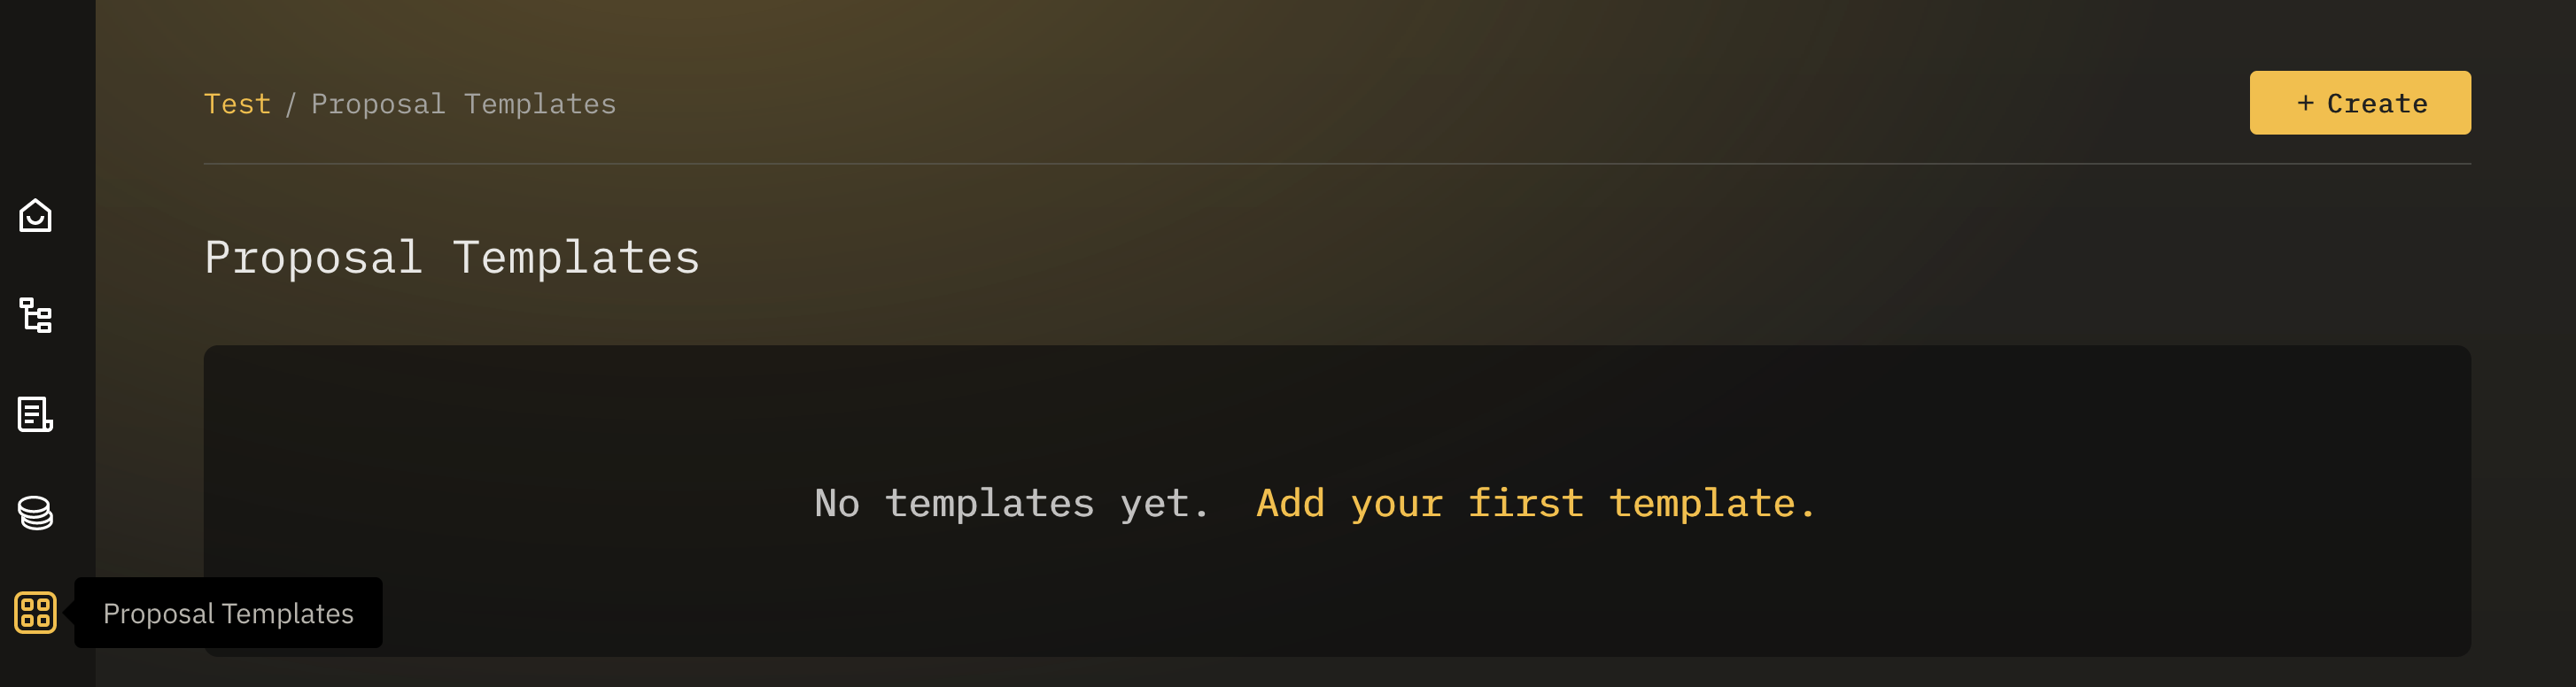 Test / Proposal Templates
+ Create
Proposal Templates
No templates yet. Add your first template.
Proposal Templates